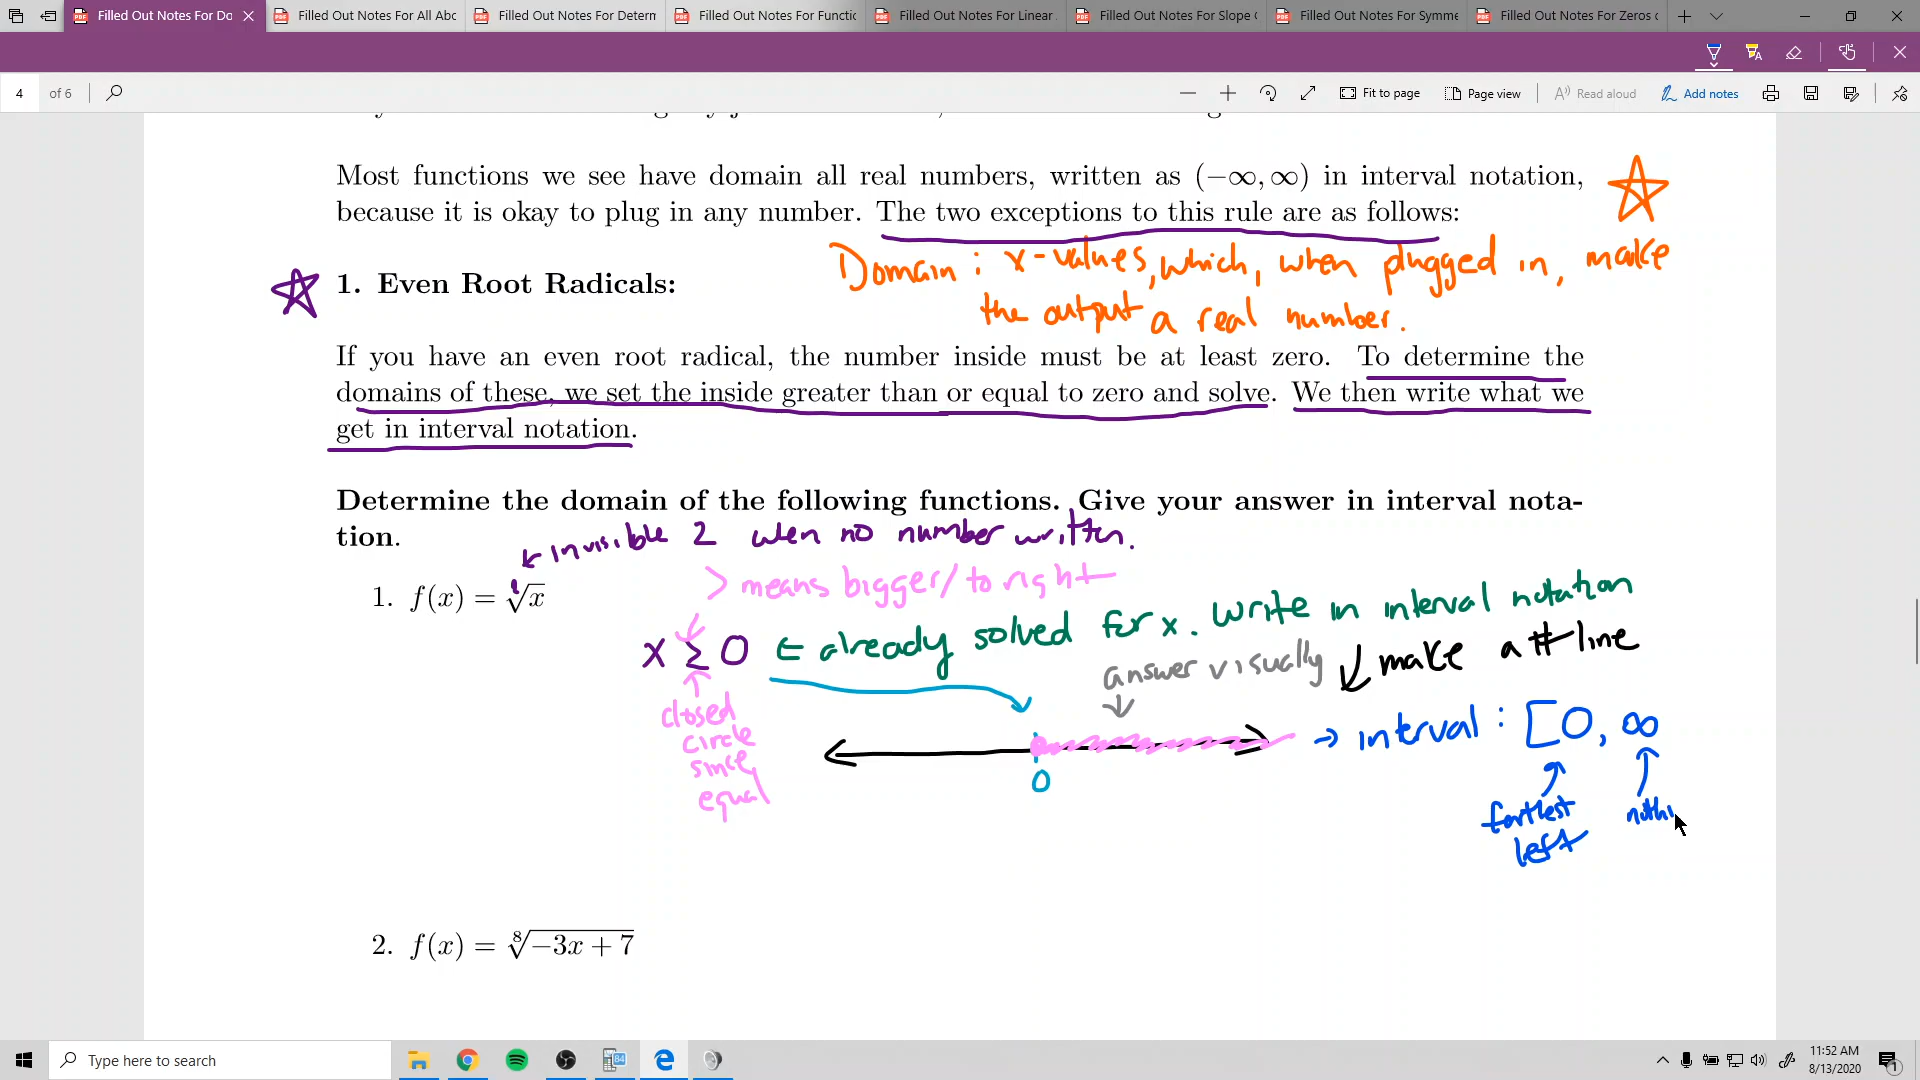 Filled Out Notes For Do
Filled Out Notes For All Abc
Filled Out Notes For Determ
Filled Out Notes For Functic
Filled Out Notes For Linear
Filled Out Notes For Slope
Filled Out Notes For Symme
Filled Out Notes For Zeros
4 of 6
Fit to page
Page view
Read aloud
Add notes
Most functions we see have domain all real numbers, written as (−∞, ∞) in interval notation,
because it is okay to plug in any number. The two exceptions to this rule are as follows:
Domain: x-values, which, when plugged in, make
the output a real number.
1. Even Root Radicals:
If you have an even root radical, the number inside must be at least zero. To determine the
domains of these, we set the inside greater than or equal to zero and solve. We then write what we
get in interval notation.
Determine the domain of the following functions. Give your answer in interval nota-
tion.
invisible 2 when no number written.
1. f(x) = √x
> means bigger/to right
x ≥ 0 ← already solved for x. Write in interval notation
answer visually ↓ make a # line
closed
circle
since
equal
0
→ interval: [0, ∞
farthest
left
nothi
2. f(x) = ⁸√−3x + 7
Type here to search
84
11:52 AM
8/13/2020
1